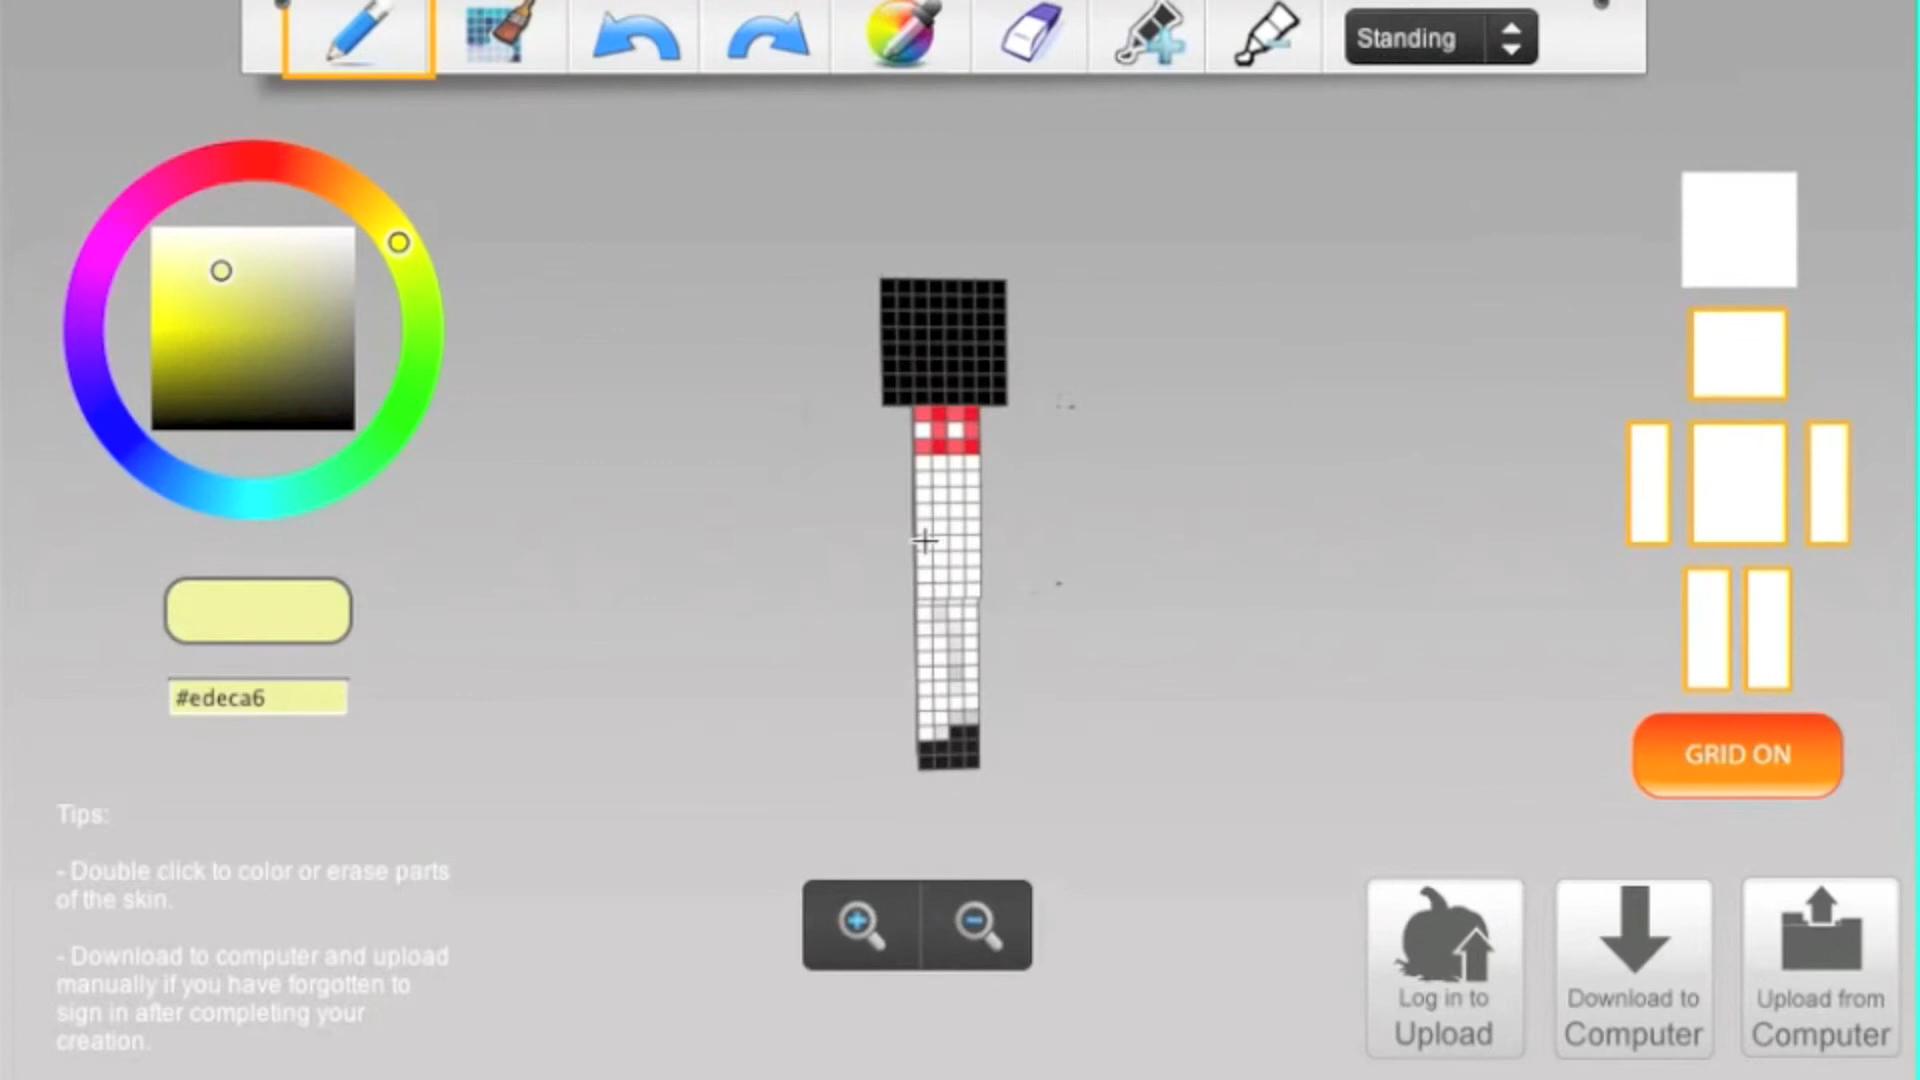 Standing
#edeca6
GRID ON
Tips:
- Double click to color or erase parts
of the skin.
- Download to computer and upload
manually if you have forgotten to
sign in after completing your
creation.
Log in to
Upload
Download to
Computer
Upload from
Computer